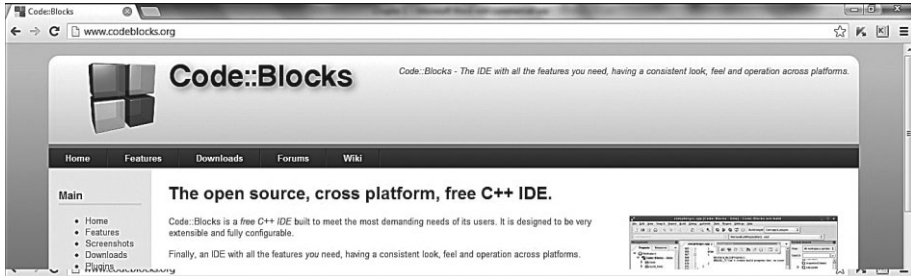 Code::Blocks
www.codeblocks.org
Code::Blocks
Code::Blocks - The IDE with all the features you need, having a consistent look, feel and operation across platforms.
Home Features Downloads Forums Wiki
Main
Home
Features
Screenshots
Downloads
Plugins
The open source, cross platform, free C++ IDE.
Code::Blocks is a free C++ IDE built to meet the most demanding needs of its users. It is designed to be very
extensible and fully configurable.
Finally, an IDE with all the features you need, having a consistent look, feel and operation across platforms.